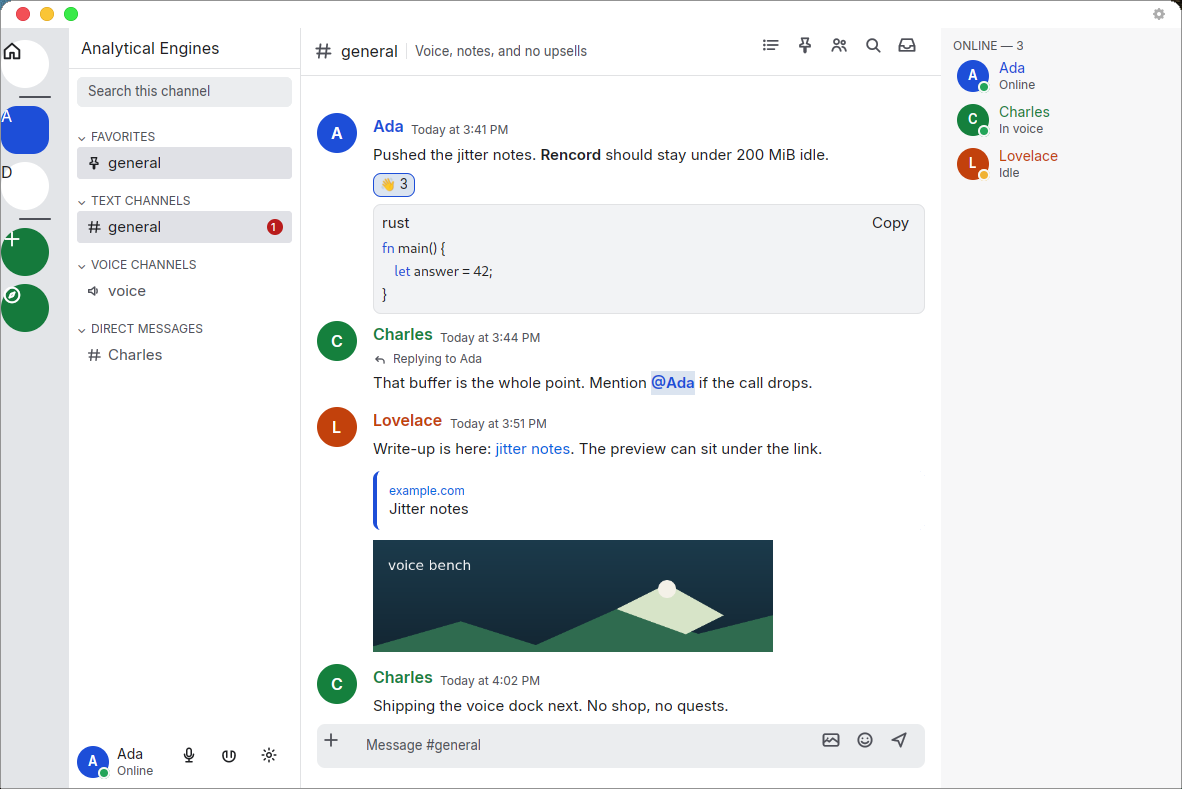 Analytical Engines
Search this channel
FAVORITES
general
TEXT CHANNELS
general
1
VOICE CHANNELS
voice
DIRECT MESSAGES
Charles
A
D
A
Ada
Online
general
Voice, notes, and no upsells
A
Ada Today at 3:41 PM
Pushed the jitter notes. Rencord should stay under 200 MiB idle.
👋 3
rust
Copy
fn main() {
let answer = 42;
}
C
Charles Today at 3:44 PM
Replying to Ada
That buffer is the whole point. Mention @Ada if the call drops.
L
Lovelace Today at 3:51 PM
Write-up is here: jitter notes. The preview can sit under the link.
example.com
Jitter notes
voice bench
C
Charles Today at 4:02 PM
Shipping the voice dock next. No shop, no quests.
Message #general
ONLINE — 3
A
Ada
Online
C
Charles
In voice
L
Lovelace
Idle